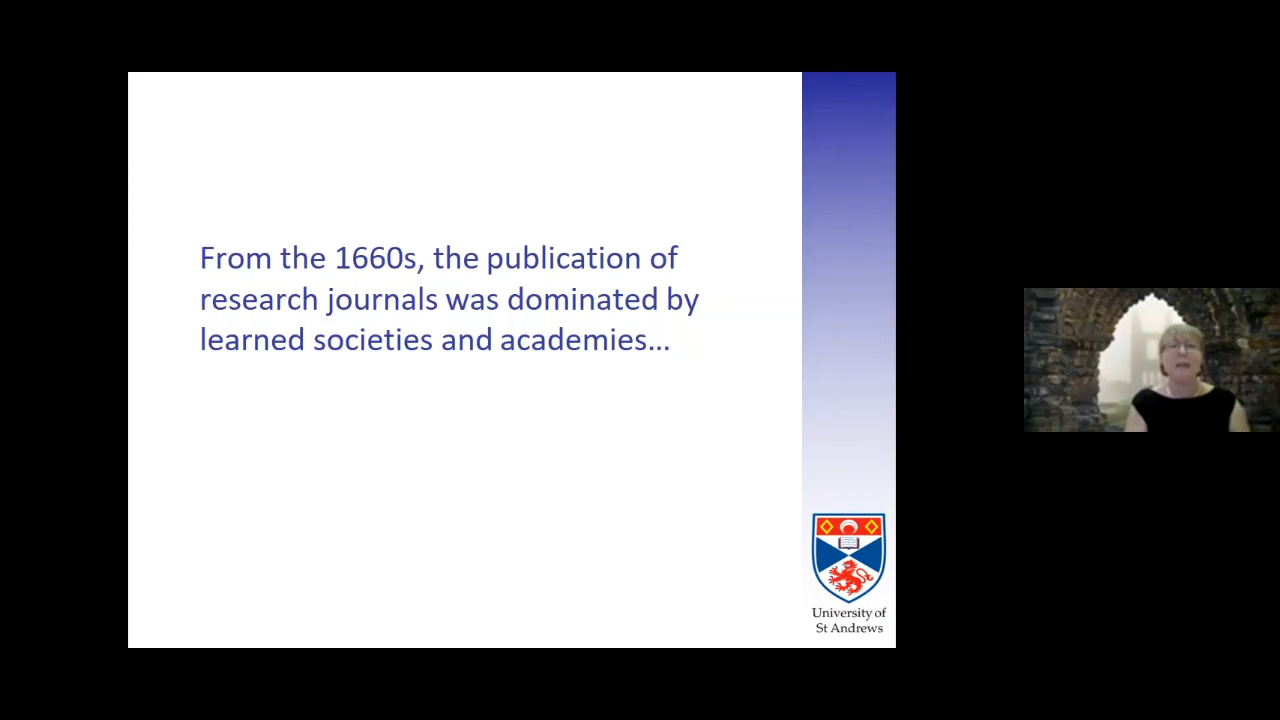 From the 1660s, the publication of
research journals was dominated by
learned societies and academies…
University of
St Andrews